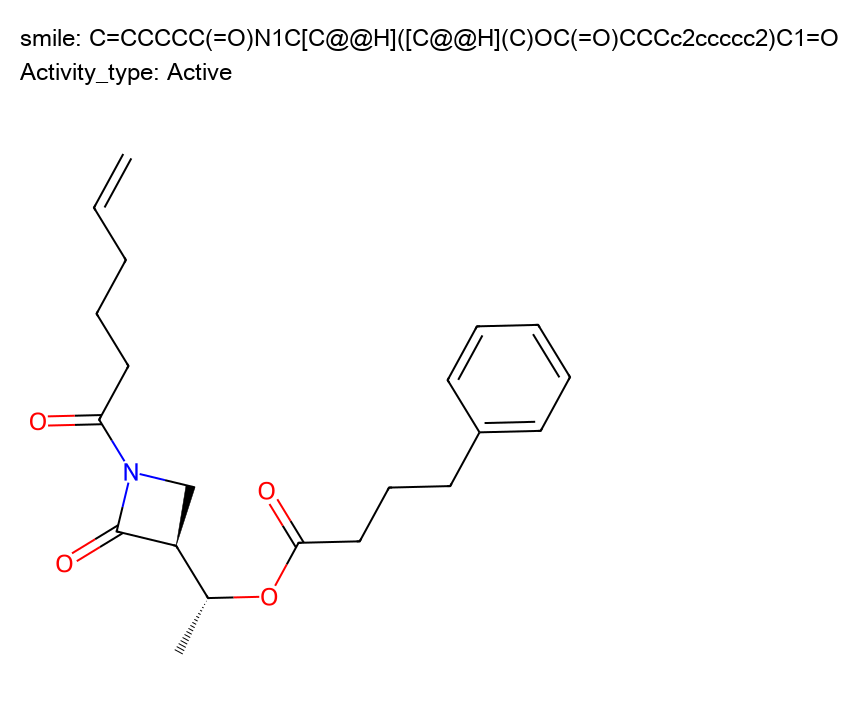 smile: C=CCCCC(=O)N1C[C@@H]([C@@H](C)OC(=O)CCCc2ccccc2)C1=O
Activity_type: Active
O
N
O
O
O